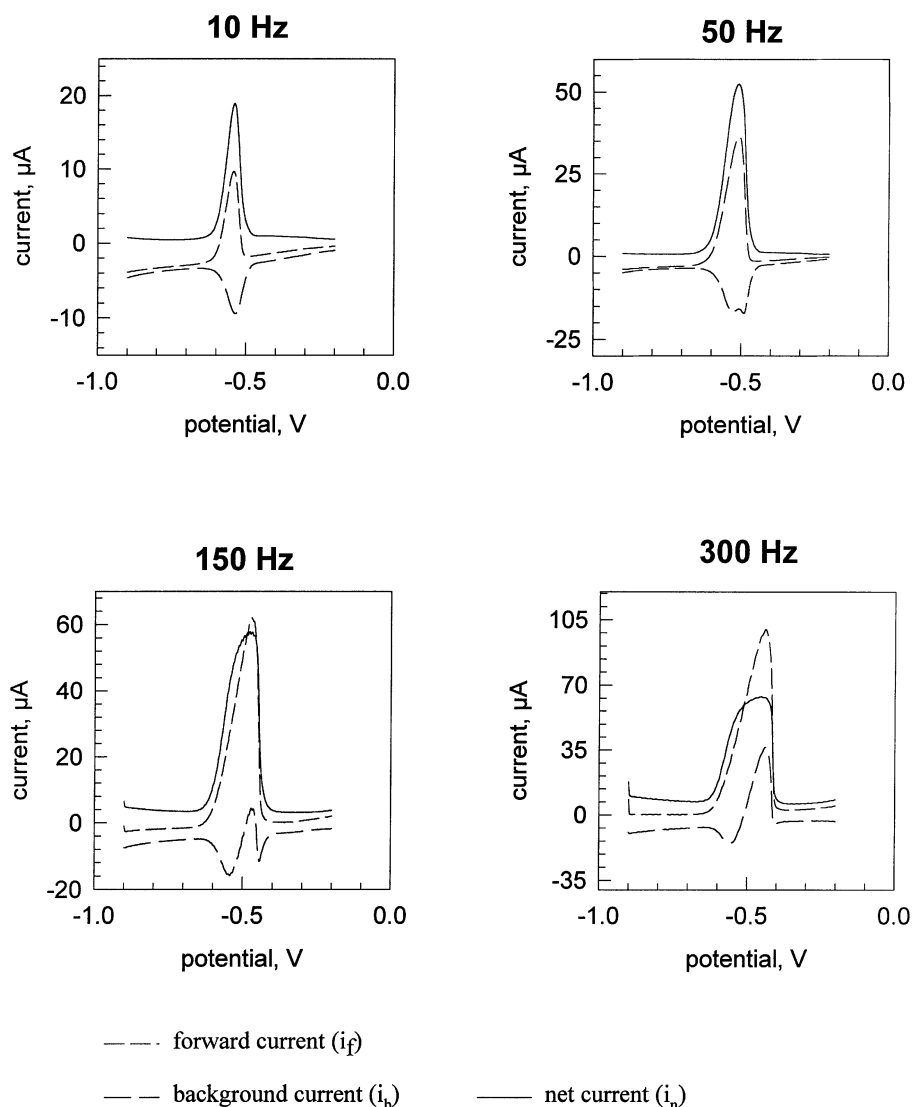 10 Hz
50 Hz
20
10
0
-10
current, µA
-1.0
-0.5
0.0
potential, V
50
25
0
-25
current, µA
-1.0
-0.5
0.0
potential, V
150 Hz
300 Hz
60
40
20
0
-20
current, µA
-1.0
-0.5
0.0
potential, V
105
70
35
0
-35
current, µA
-1.0
-0.5
0.0
potential, V
forward current (if)
background current (ib)
net current (in)